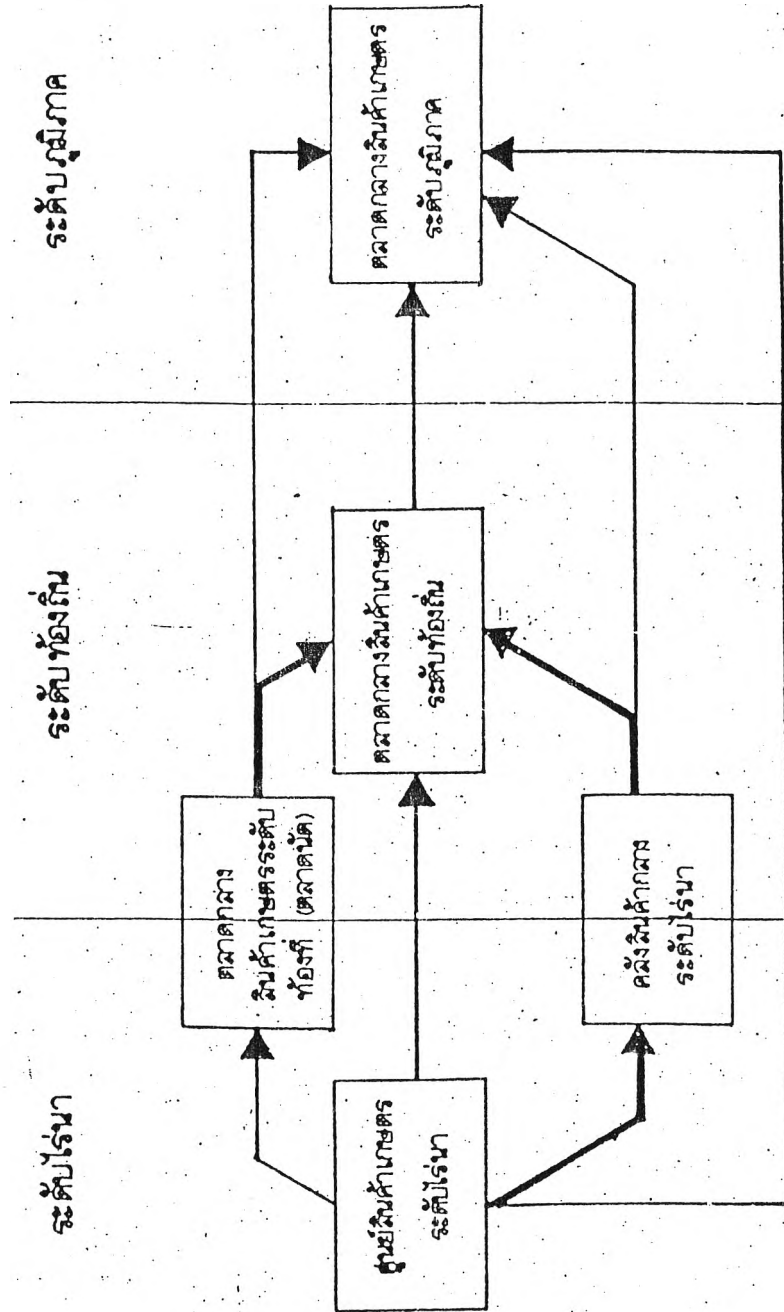 ระดับไร่นา
ระดับท้องถิ่น
ระดับภูมิภาค
ตลาดกลาง
สินค้าเกษตรระดับ
ท้องที่ (ตลาดนัด)
ศูนย์สินค้าเกษตร
ระดับไร่นา
ตลาดกลางสินค้าเกษตร
ระดับท้องถิ่น
ตลาดกลางสินค้าเกษตร
ระดับภูมิภาค
คลังสินค้ากลาง
ระดับไร่นา